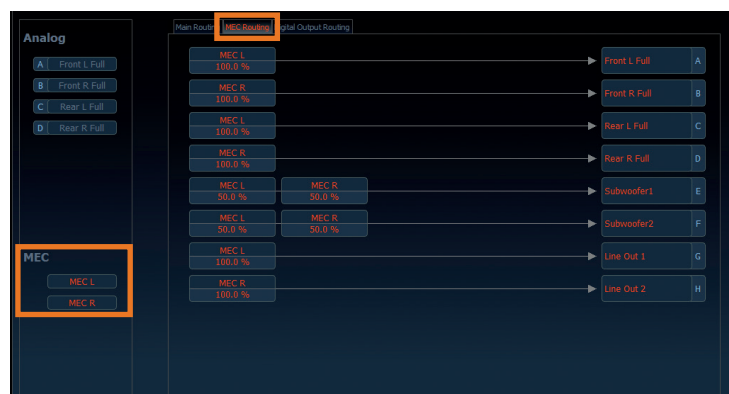 Main Routin MEC Routing igital Output Routing
Analog
A Front L Full
B Front R Full
C Rear L Full
D Rear R Full
MEC
MEC L
MEC R
MEC L
100.0 %
Front L Full A
MEC R
100.0 %
Front R Full B
MEC L
100.0 %
Rear L Full C
MEC R
100.0 %
Rear R Full D
MEC L MEC R
50.0 % 50.0 %
Subwoofer1 E
MEC L MEC R
50.0 % 50.0 %
Subwoofer2 F
MEC L
100.0 %
Line Out 1 G
MEC R
100.0 %
Line Out 2 H